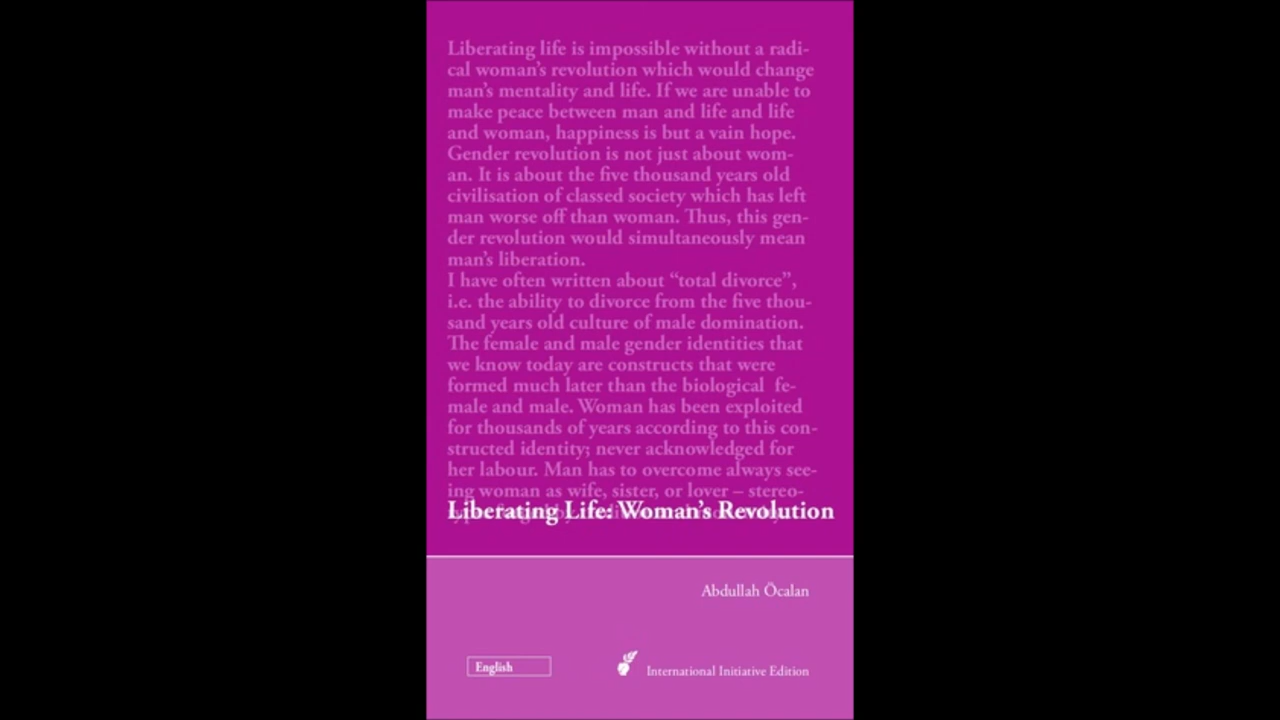 Liberating life is impossible without a radi-
cal woman's revolution which would change
man's mentality and life. If we are unable to
make peace between man and life and life
and woman, happiness is but a vain hope.
Gender revolution is not just about wom-
an. It is about the five thousand years old
civilisation of classed society which has left
man worse off than woman. Thus, this gen-
der revolution would simultaneously mean
man's liberation.
I have often written about “total divorce”,
i.e. the ability to divorce from the five thou-
sand years old culture of male domination.
The female and male gender identities that
we know today are constructs that were
formed much later than the biological fe-
male and male. Woman has been exploited
for thousands of years according to this con-
structed identity; never acknowledged for
her labour. Man has to overcome always see-
ing woman as wife, sister, or lover – stereo-
Liberating Life: Woman's Revolution
Abdullah Öcalan
English
International Initiative Edition